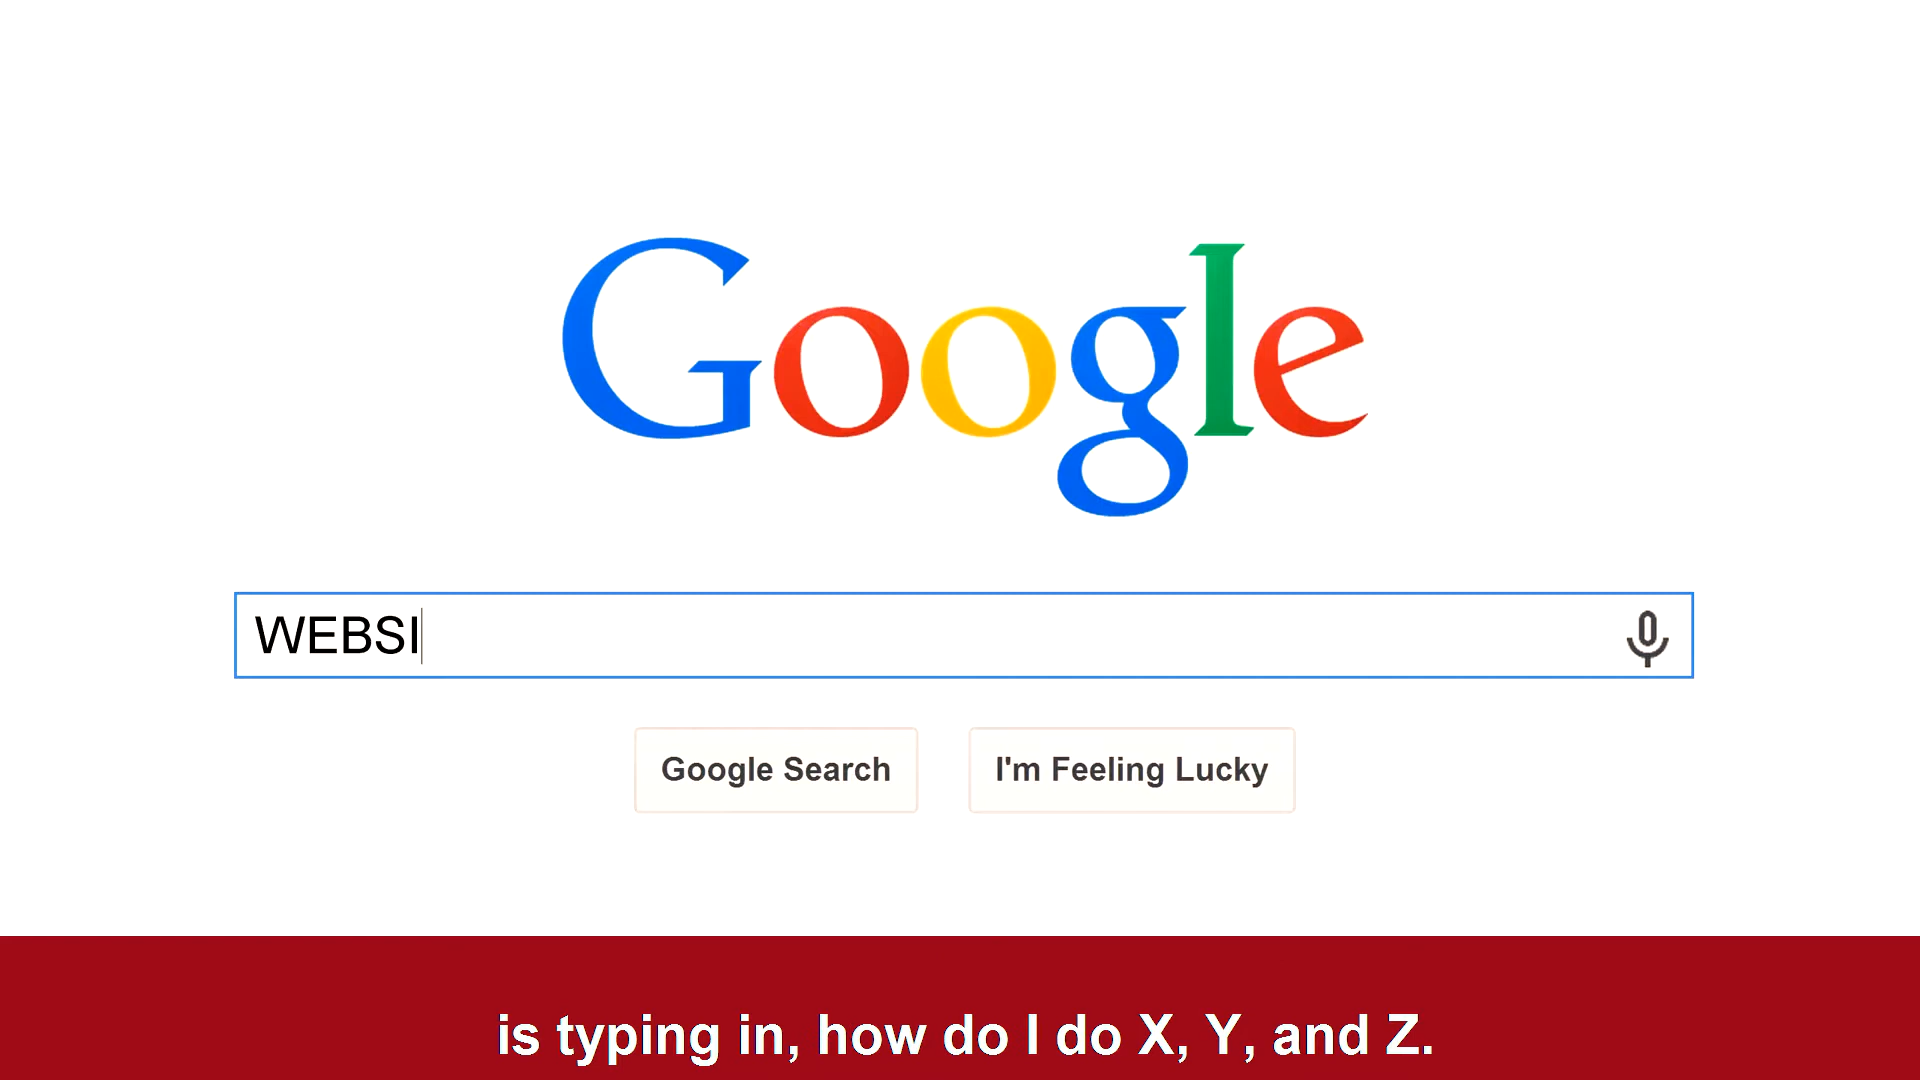 Google
WEBSI
Google Search
I'm Feeling Lucky
is typing in, how do I do X, Y, and Z.